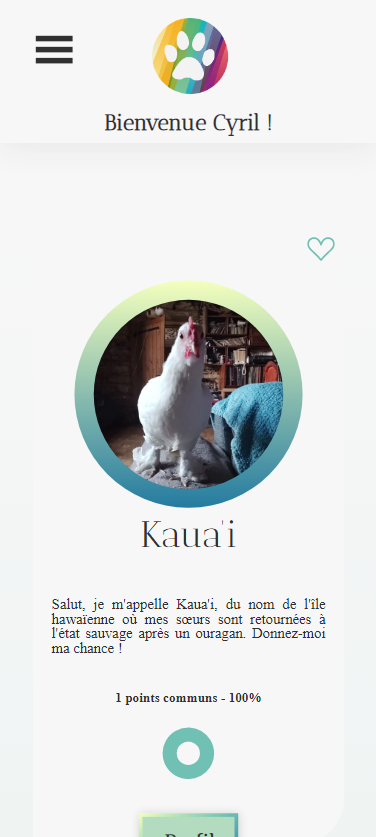 Bienvenue Cyril !
Kaua'i
Salut, je m'appelle Kaua'i, du nom de l'île
hawaïenne où mes sœurs sont retournées à
l'état sauvage après un ouragan. Donnez-moi
ma chance !
1 points communs - 100%
Profil